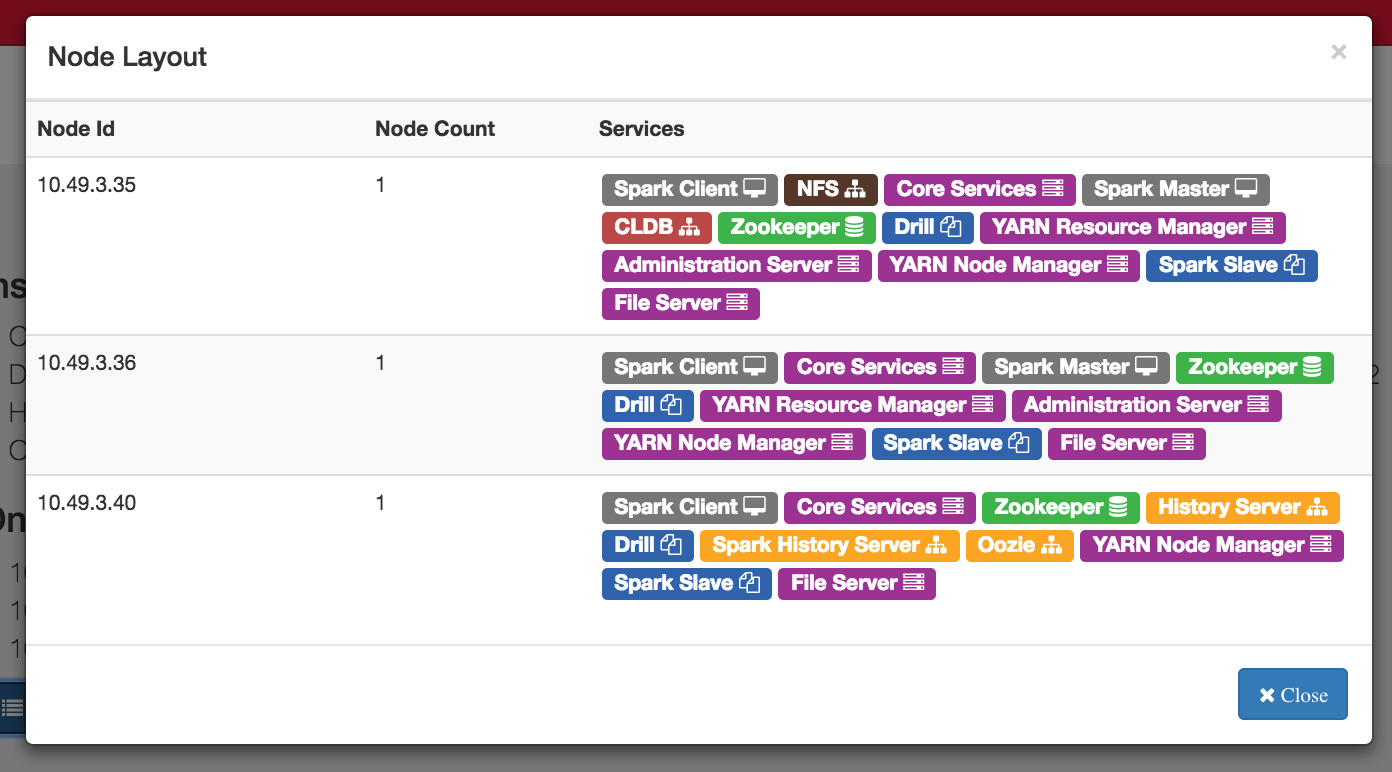 Node Layout
×
Node Id Node Count Services
10.49.3.35 1 Spark Client NFS Core Services Spark Master
CLDB Zookeeper Drill YARN Resource Manager
Administration Server YARN Node Manager Spark Slave
File Server
10.49.3.36 1 Spark Client Core Services Spark Master Zookeeper
Drill YARN Resource Manager Administration Server
YARN Node Manager Spark Slave File Server
10.49.3.40 1 Spark Client Core Services Zookeeper History Server
Drill Spark History Server Oozie YARN Node Manager
Spark Slave File Server
Close